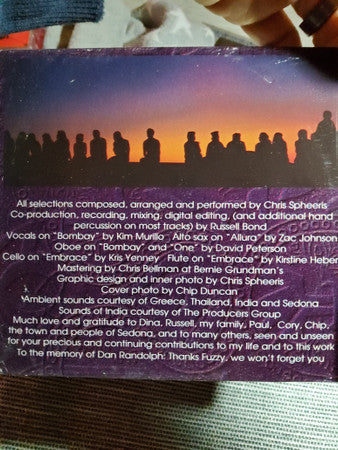 All selections composed, arranged and performed by Chris Spheeris
Co-production, recording, mixing, digital editing, (and additional hand
percussion on most tracks) by Russell Bond
Vocals on "Bombay" by Kim Murillo   Alto sax on "Allura" by Zac Johnson
Oboe on "Bombay" and "One" by David Peterson
Cello on "Embrace" by Kris Yenney   Flute on "Embrace" by Kirstine Heber
Mastering by Chris Bellman at Bernie Grundman's
Graphic design and inner photo by Chris Spheeris
Cover photo by Chip Duncan
Ambient sounds courtesy of Greece, Thailand, India and Sedona
Sounds of India courtesy of The Producers Group
Much love and gratitude to Dina, Russell, my family, Paul, Cory, Chip,
the town and people of Sedona, and to many others, seen and unseen
for your precious and continuing contributions to my life and to this work
To the memory of Dan Randolph: Thanks Fuzzy, we won't forget you